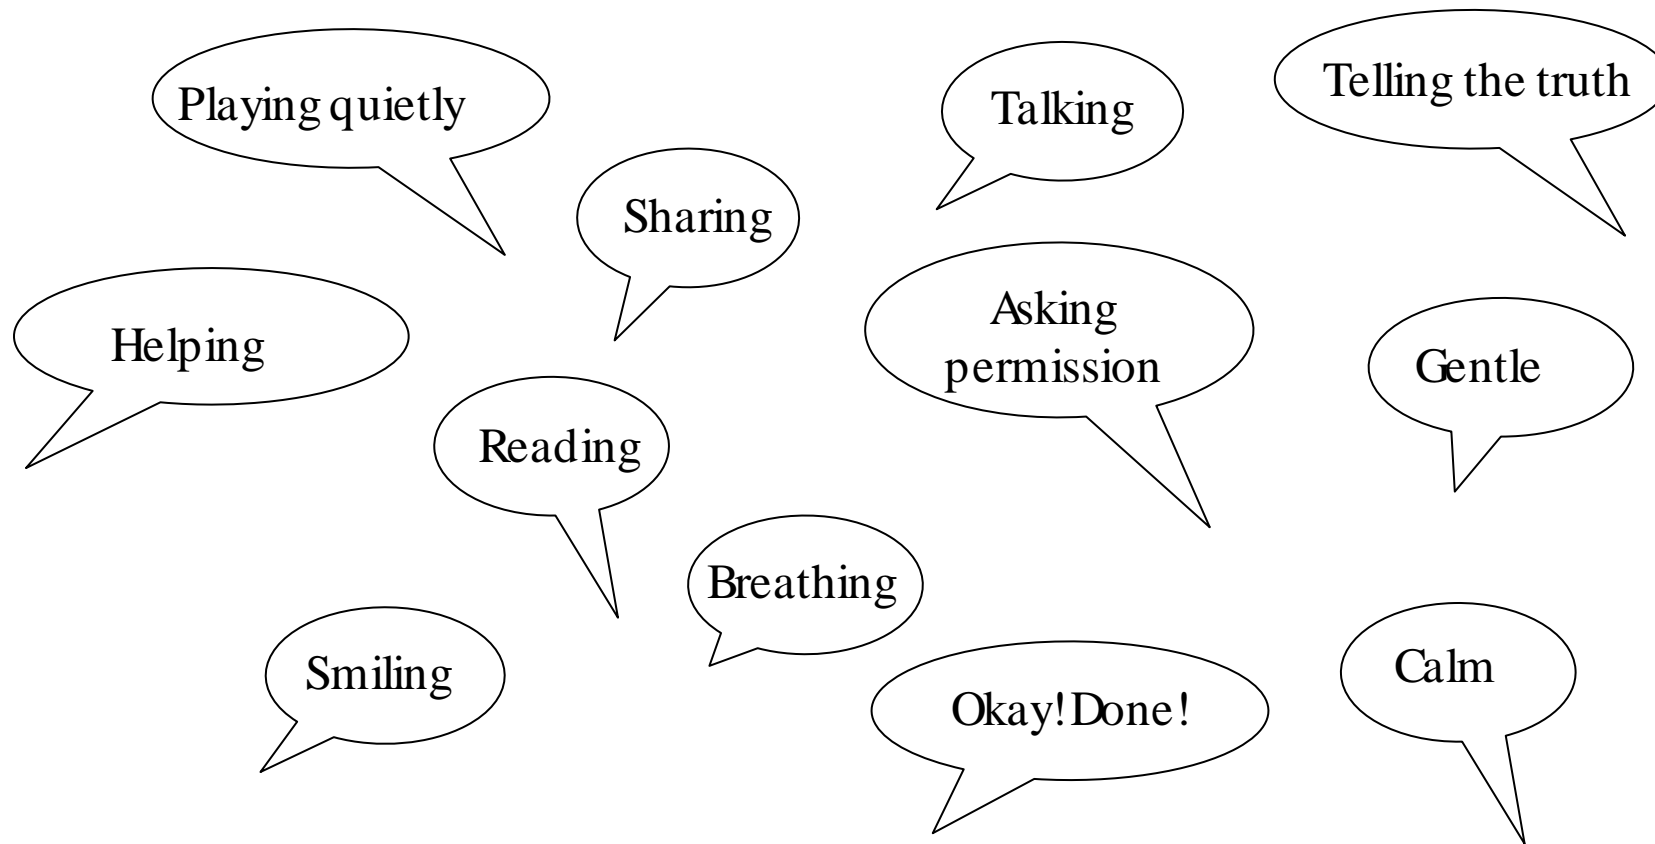 Playing quietly
Talking
Telling the truth
Sharing
Helping
Asking
permission
Gentle
Reading
Breathing
Smiling
Okay!Done!
Calm